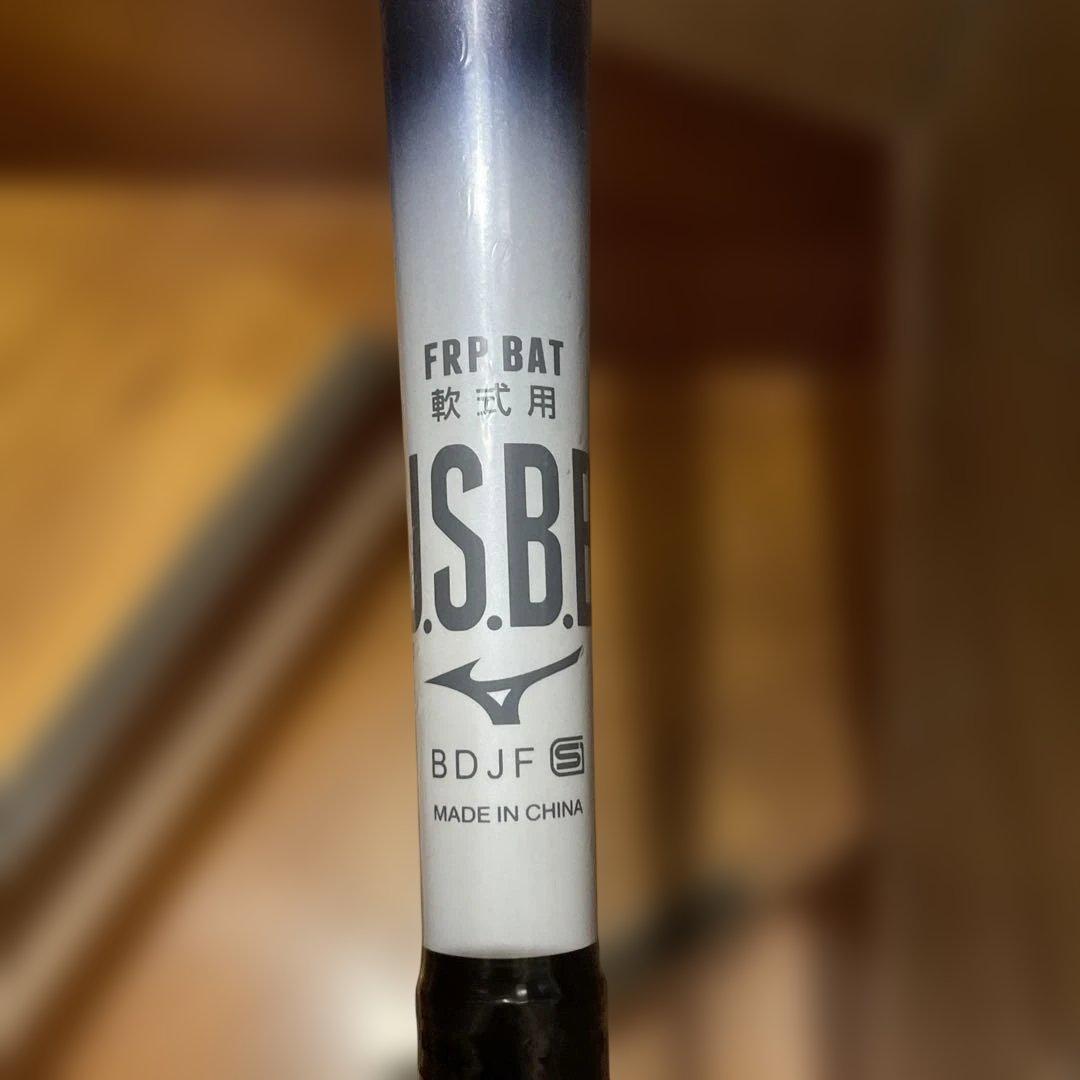 FRP BAT
軟式用
J.S.B.B
BDJF S
MADE IN CHINA